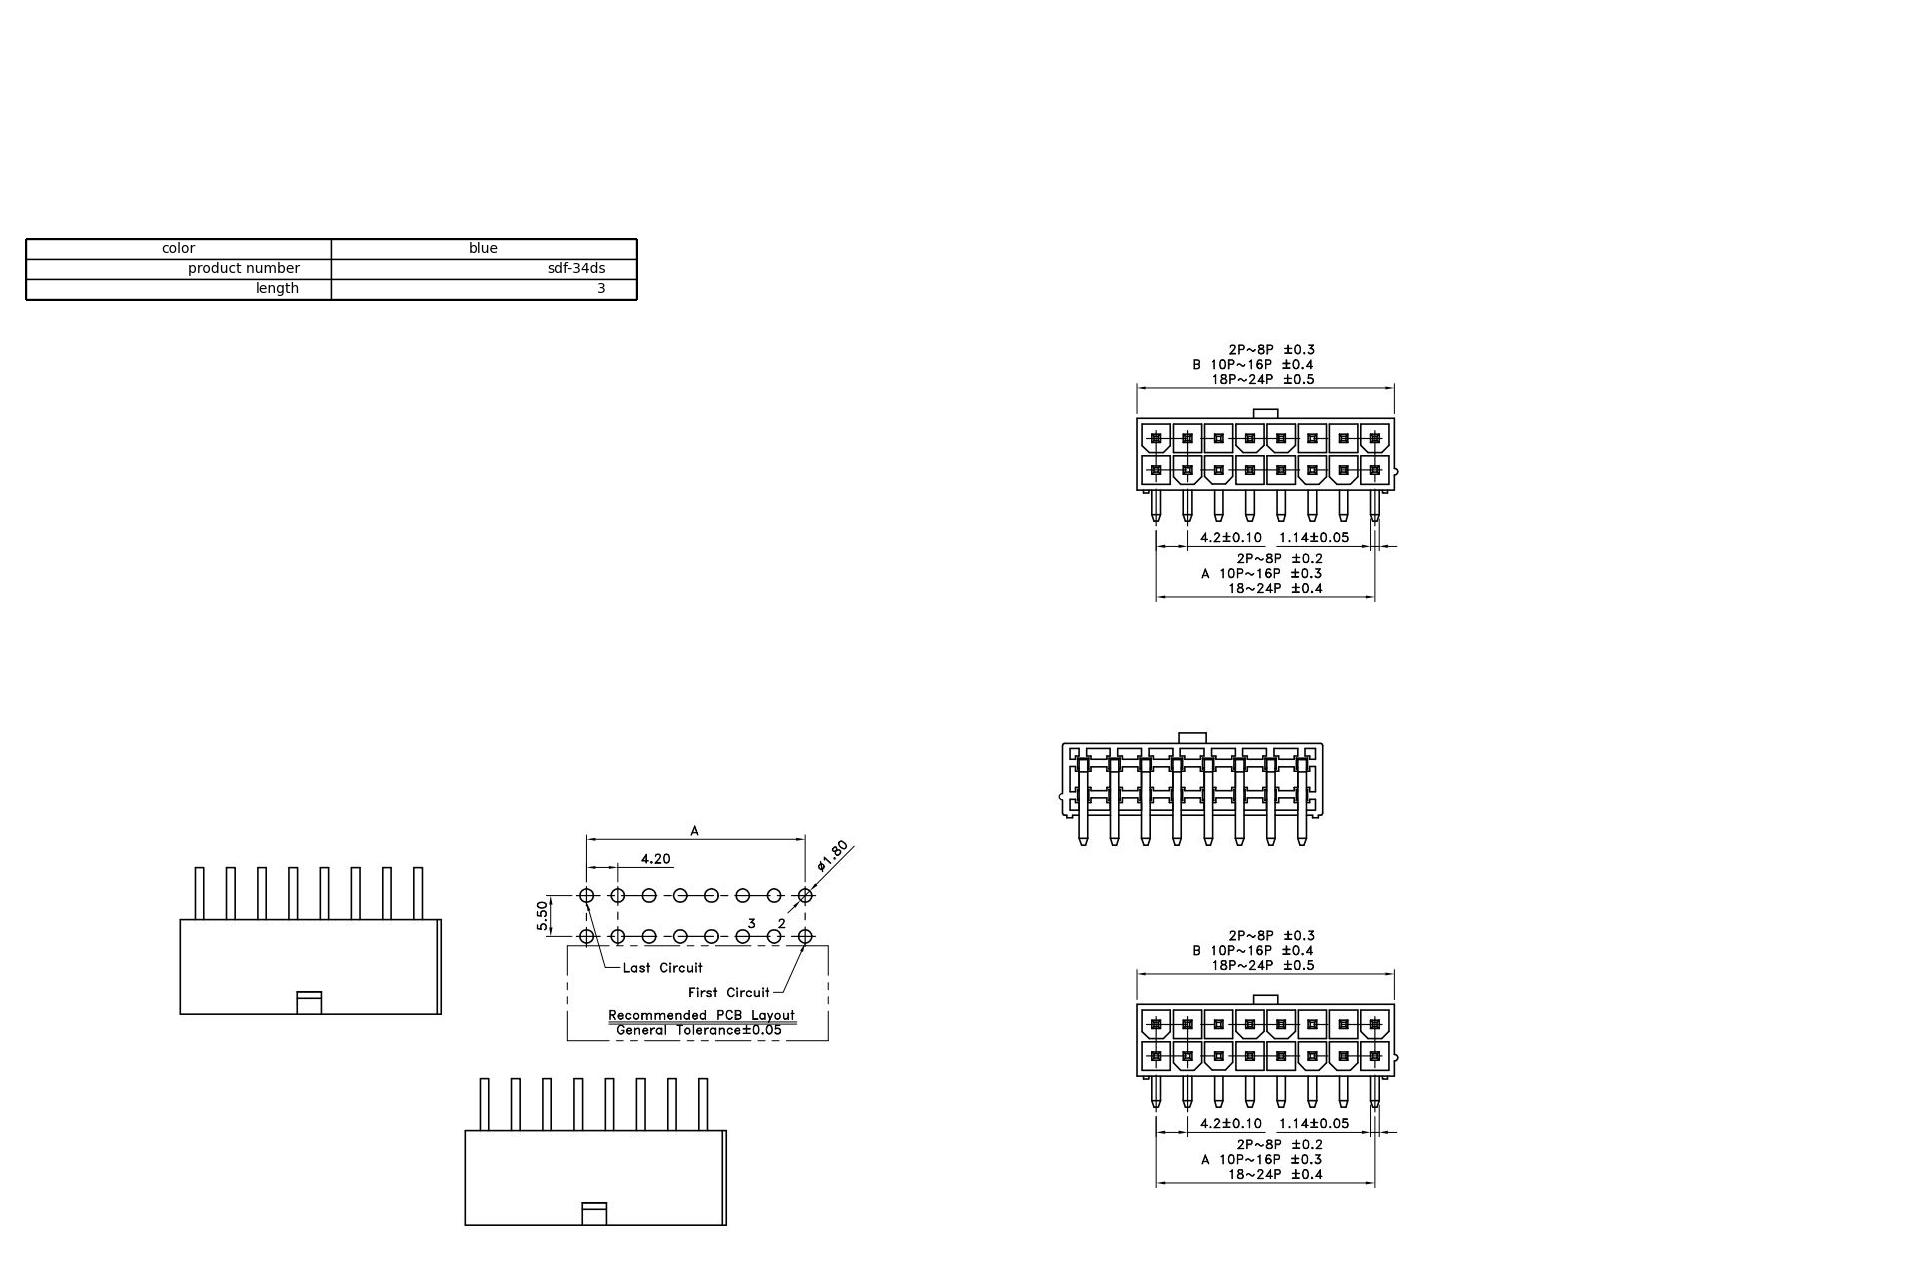 color blue
product number sdf-34ds
length 3
2P~8P ±0.3
B 10P~16P ±0.4
18P~24P ±0.5
4.2±0.10 1.14±0.05
2P~8P ±0.2
A 10P~16P ±0.3
18~24P ±0.4
A
4.20
ø1.80
5.50
3 2
Last Circuit
First Circuit
Recommended PCB Layout
General Tolerance±0.05
2P~8P ±0.3
B 10P~16P ±0.4
18P~24P ±0.5
4.2±0.10 1.14±0.05
2P~8P ±0.2
A 10P~16P ±0.3
18~24P ±0.4